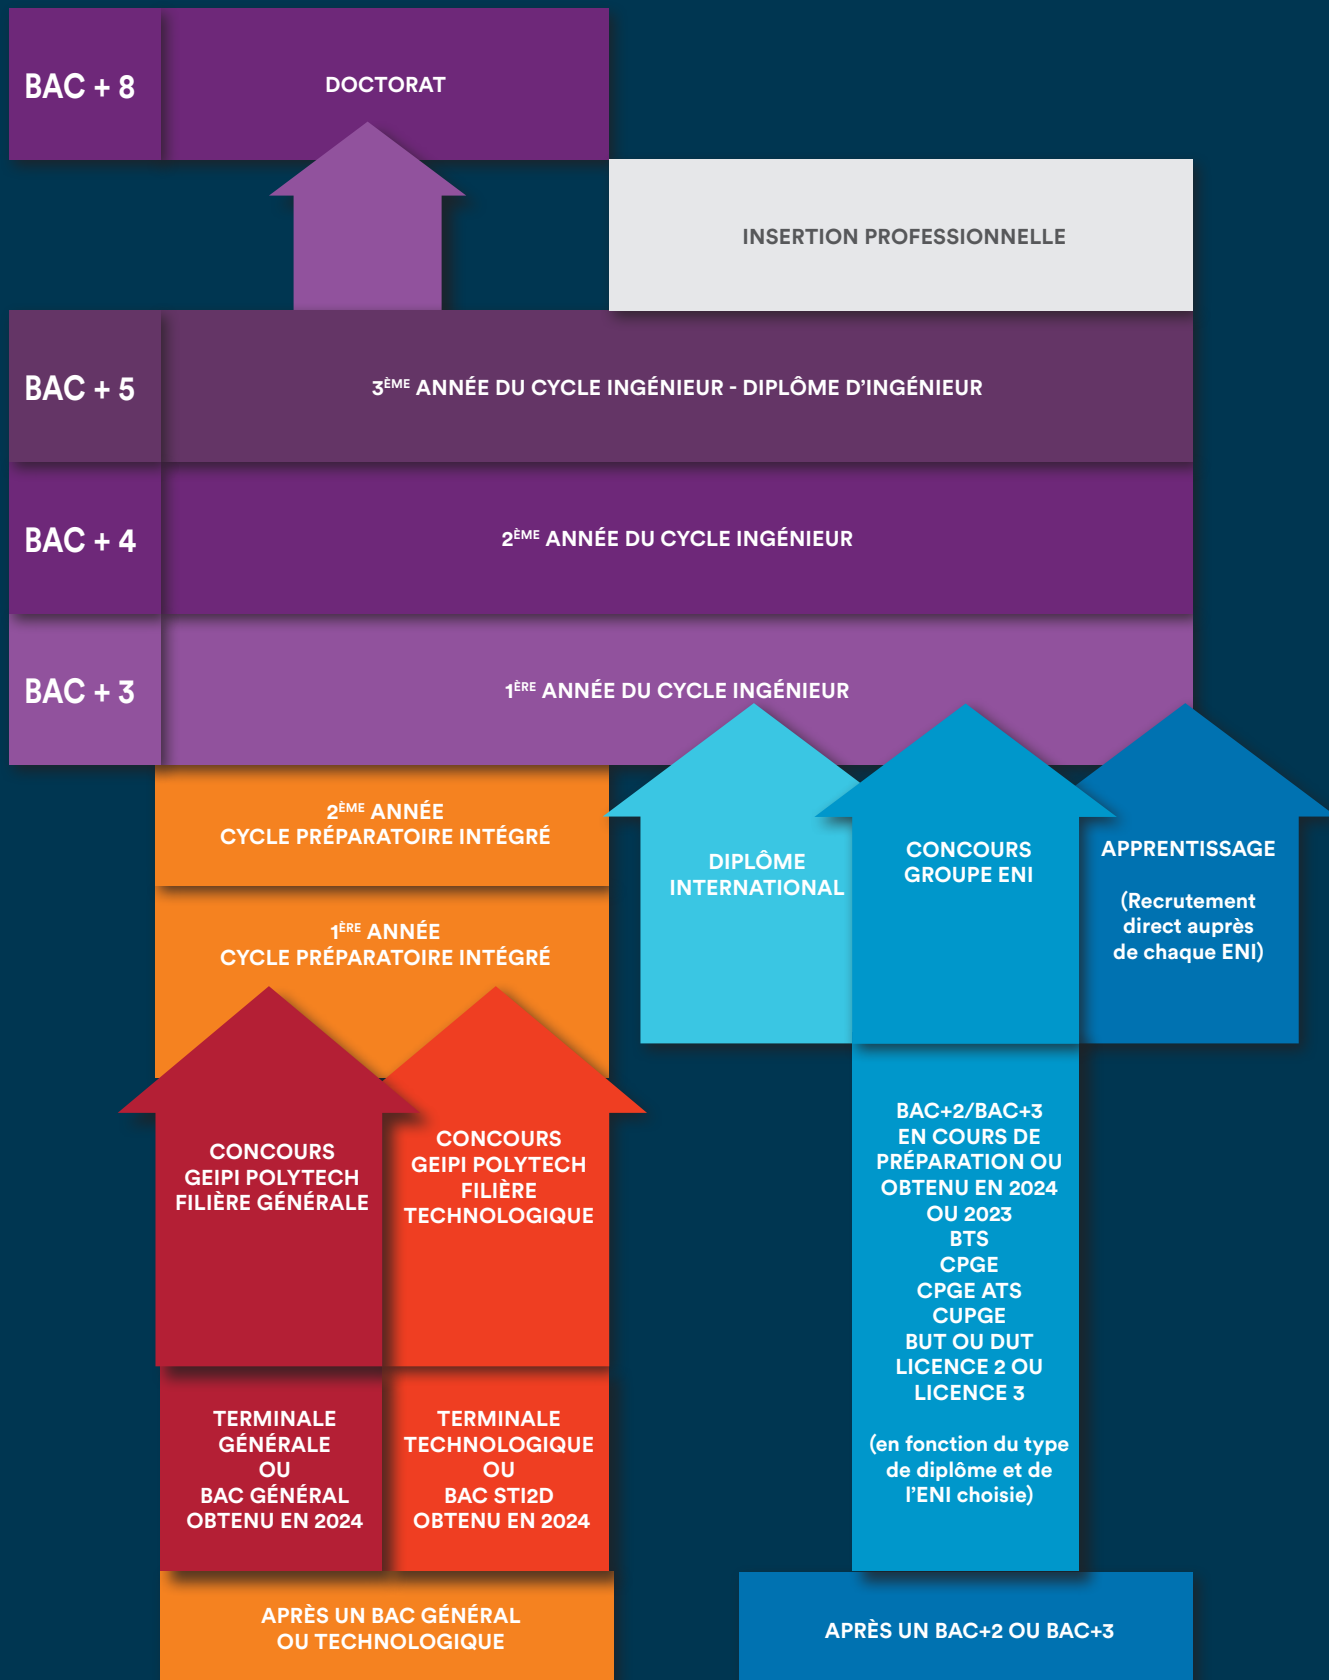 BAC + 8
DOCTORAT
INSERTION PROFESSIONNELLE
BAC + 5
3ÈME ANNÉE DU CYCLE INGÉNIEUR - DIPLÔME D’INGÉNIEUR
BAC + 4
2ÈME ANNÉE DU CYCLE INGÉNIEUR
BAC + 3
1ÈRE ANNÉE DU CYCLE INGÉNIEUR
2ÈME ANNÉE
CYCLE PRÉPARATOIRE INTÉGRÉ
1ÈRE ANNÉE
CYCLE PRÉPARATOIRE INTÉGRÉ
DIPLÔME
INTERNATIONAL
CONCOURS
GROUPE ENI
APPRENTISSAGE
(Recrutement
direct auprès
de chaque ENI)
CONCOURS
GEIPI POLYTECH
FILIÈRE GÉNÉRALE
CONCOURS
GEIPI POLYTECH
FILIÈRE
TECHNOLOGIQUE
BAC+2/BAC+3
EN COURS DE
PRÉPARATION OU
OBTENU EN 2024
OU 2023
BTS
CPGE
CPGE ATS
CUPGE
BUT OU DUT
LICENCE 2 OU
LICENCE 3
(en fonction du type
de diplôme et de
l’ENI choisie)
TERMINALE
GÉNÉRALE
OU
BAC GÉNÉRAL
OBTENU EN 2024
TERMINALE
TECHNOLOGIQUE
OU
BAC STI2D
OBTENU EN 2024
APRÈS UN BAC GÉNÉRAL
OU TECHNOLOGIQUE
APRÈS UN BAC+2 OU BAC+3